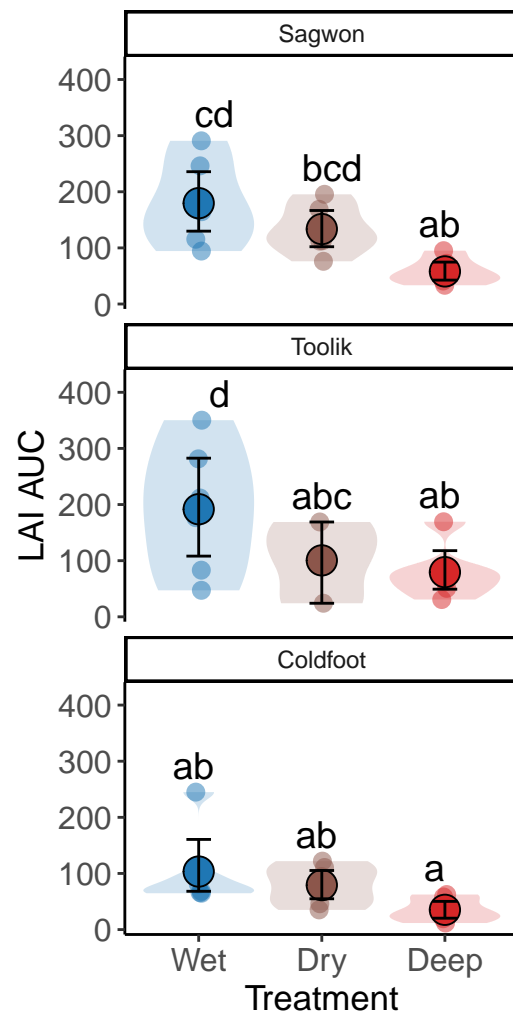 Sagwon
400
300
200
100
0
cd
bcd
ab
Toolik
400
300
200
100
0
d
abc
ab
LAI AUC
Coldfoot
400
300
200
100
0
ab
ab
a
Wet Dry Deep
Treatment